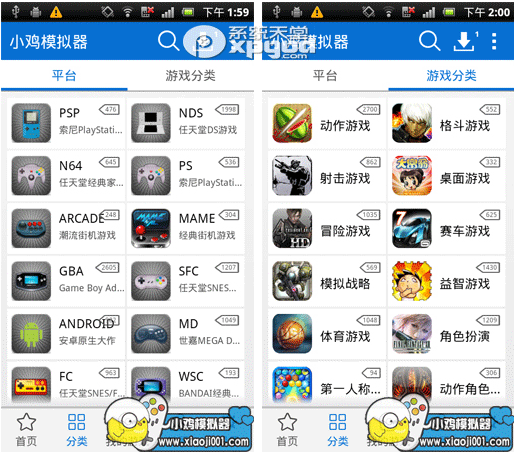 下午 1:59
小鸡模拟器
系统天堂
xpgod
.com
平台
游戏分类
PSP
476
索尼PlayStati...
NDS
1998
任天堂DS游戏
N64
645
任天堂经典家...
PS
536
索尼PlayStati...
ARCADE
248
潮流街机游戏
MAME
304
经典街机游戏
GBA
2605
Game Boy Ad...
SFC
1207
任天堂SNES...
ANDROID
安卓原生大作
MD
1049
世嘉MEGA D...
FC
963
任天堂SNES/F...
WSC
193
BANDAI经典...
首页
分类
小鸡模拟器
www.xiaoji001.com
下午 2:00
拟器
1
平台
游戏分类
动作游戏
2700
格斗游戏
552
射击游戏
862
桌面游戏
332
冒险游戏
1035
赛车游戏
625
模拟战略
569
益智游戏
1430
体育游戏
1048
角色扮演
1209
第一人称...
94
动作角色...
306
首页
分类
小鸡模拟器
www.xiaoji001.com